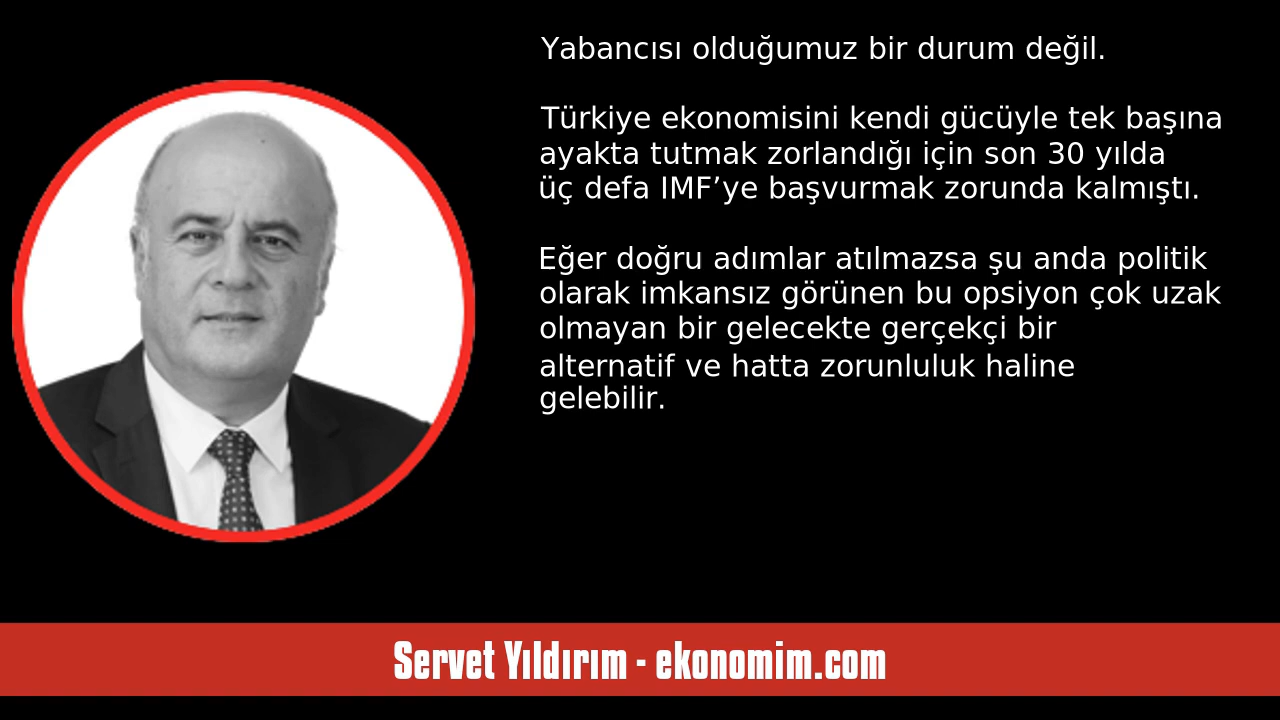 Yabancısı olduğumuz bir durum değil.
Türkiye ekonomisini kendi gücüyle tek başına
ayakta tutmak zorlandığı için son 30 yılda
üç defa IMF’ye başvurmak zorunda kalmıştı.
Eğer doğru adımlar atılmazsa şu anda politik
olarak imkansız görünen bu opsiyon çok uzak
olmayan bir gelecekte gerçekçi bir
alternatif ve hatta zorunluluk haline
gelebilir.
Servet Yıldırım - ekonomim.com